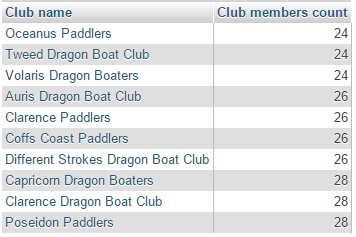 Club name Club members count
Oceanus Paddlers 24
Tweed Dragon Boat Club 24
Volaris Dragon Boaters 24
Auris Dragon Boat Club 26
Clarence Paddlers 26
Coffs Coast Paddlers 26
Different Strokes Dragon Boat Club 26
Capricorn Dragon Boaters 28
Clarence Dragon Boat Club 28
Poseidon Paddlers 28